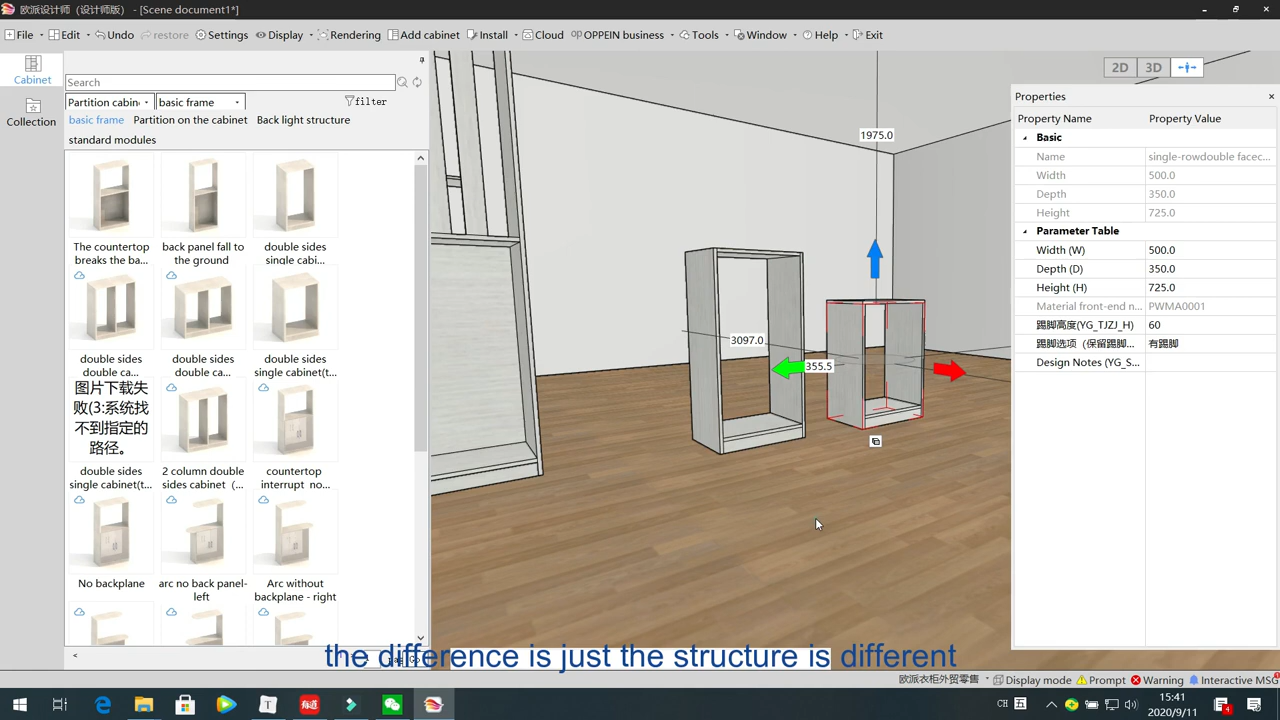 欧派设计师（设计师版） - [Scene document1*]
File Edit Undo restore Settings Display Rendering Add cabinet Install Cloud OPPEIN business Tools Window Help Exit
Cabinet
Collection
Search
Partition cabin basic frame filter
basic frame Partition on the cabinet Back light structure
standard modules
The countertop breaks the ba...
back panel fall to the ground
double sides single cabi...
double sides double ca...
double sides double ca...
double sides single cabinet(t...
图片下载失
败(3:系统找
不到指定的
路径。
double sides single cabinet(t...
2 column double sides cabinet（...
countertop interrupt no...
No backplane
arc no back panel-left
Arc without backplane - right
2D 3D
1975.0
3097.0
355.5
Properties
Property Name Property Value
Basic
Name single-rowdouble facec...
Width 500.0
Depth 350.0
Height 725.0
Parameter Table
Width (W) 500.0
Depth (D) 350.0
Height (H) 725.0
Material front-end n... PWMA0001
踢脚高度(YG_TJZJ_H) 60
踢脚选项（保留踢脚... 有踢脚
Design Notes (YG_S...
the difference is just the structure is different
欧派衣柜外贸零售 Display mode Prompt Warning Interactive MSG
T 有道 CH 五 15:41
2020/9/11 4